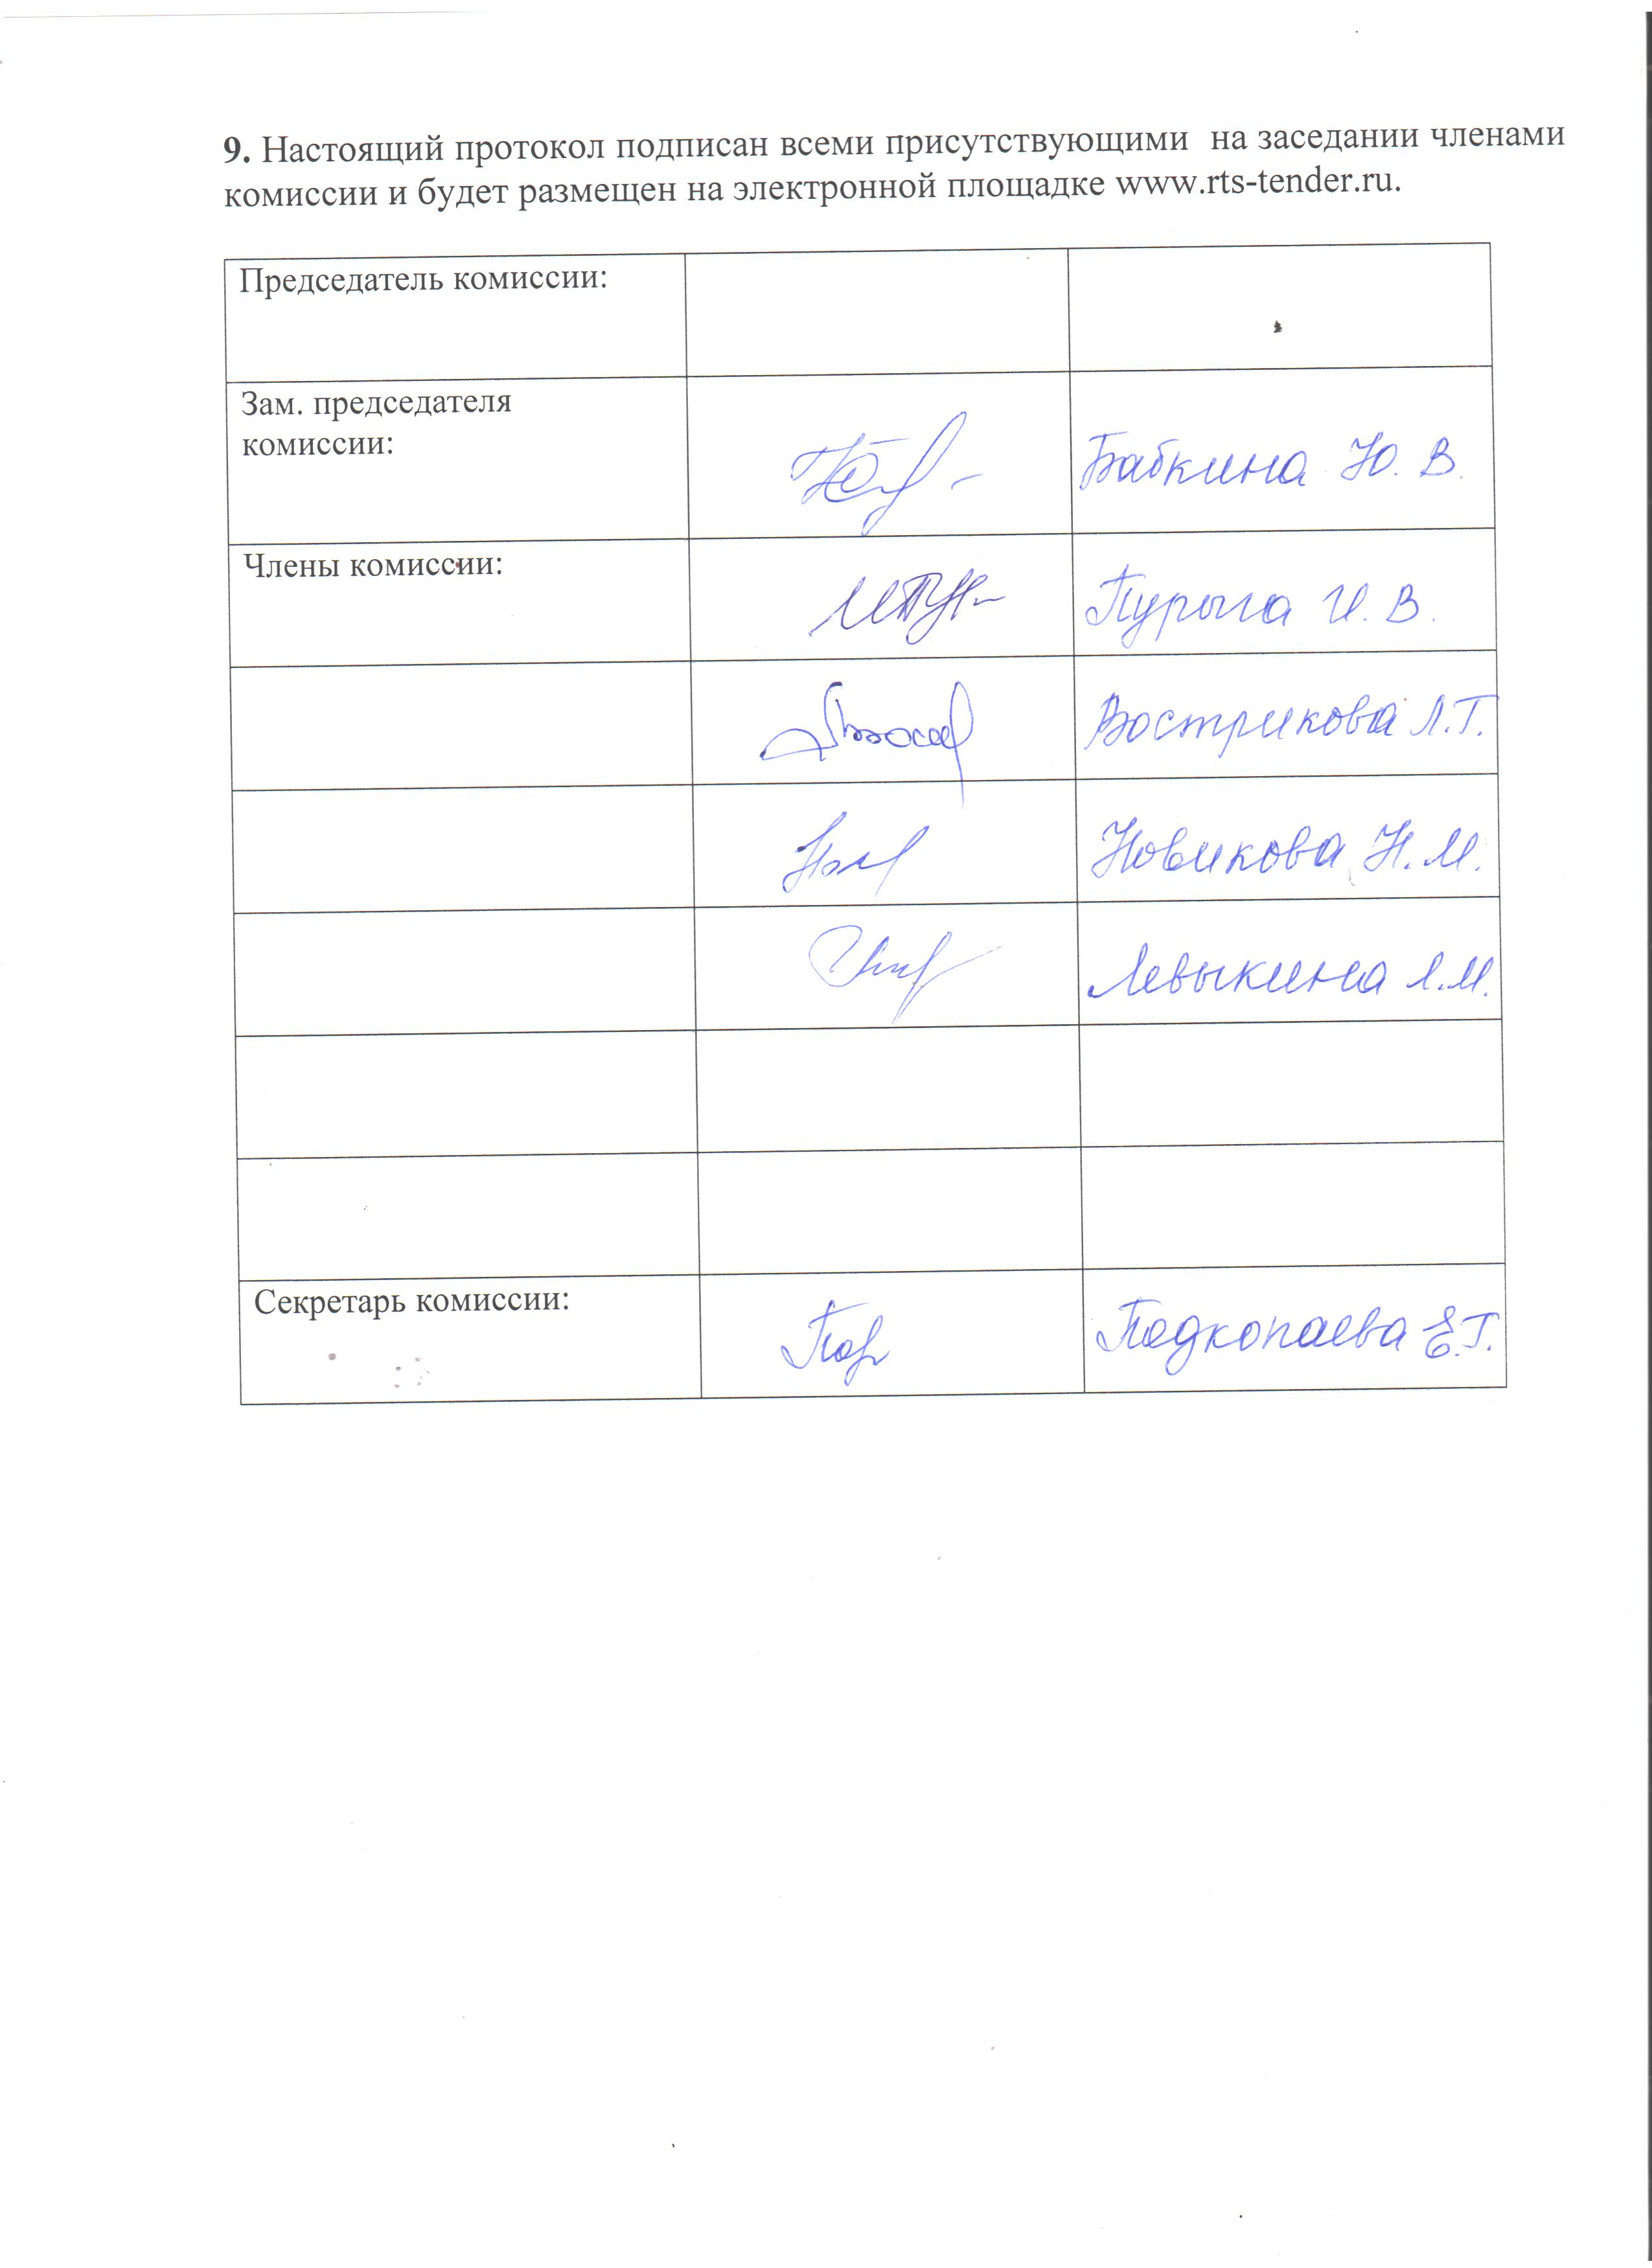 9. Настоящий протокол подписан всеми присутствующими на заседании членами
комиссии и будет размещен на электронной площадке www.rts-tender.ru.
Председатель комиссии:
Зам. председателя
комиссии:
Бабкина Ю. В.
Члены комиссии:
Пурыга И. В.
Вострикова Л.Т.
Новикова Н. М.
Левыкина Л.М.
Секретарь комиссии:
Подкопаева Е.Г.